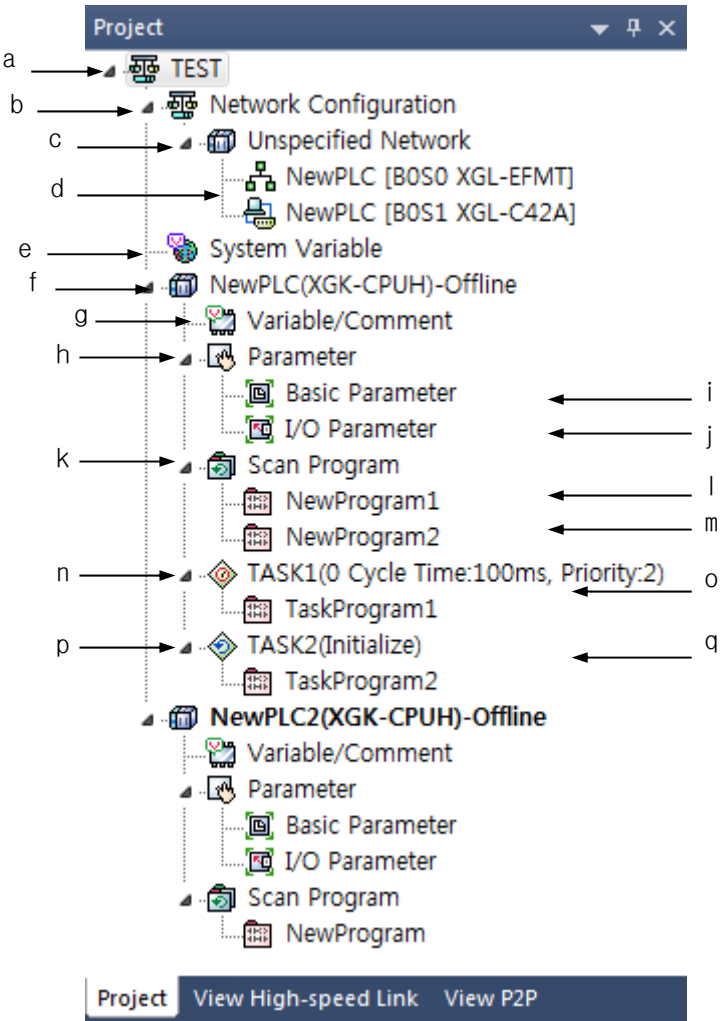 Project
a TEST
b Network Configuration
c Unspecified Network
d NewPLC [B0S0 XGL-EFMT]
NewPLC [B0S1 XGL-C42A]
e System Variable
f NewPLC(XGK-CPUH)-Offline
g Variable/Comment
h Parameter
Basic Parameter i
I/O Parameter j
k Scan Program
NewProgram1 l
NewProgram2 m
n TASK1(0 Cycle Time:100ms, Priority:2) o
TaskProgram1
p TASK2(Initialize) q
TaskProgram2
NewPLC2(XGK-CPUH)-Offline
Variable/Comment
Parameter
Basic Parameter
I/O Parameter
Scan Program
NewProgram
Project View High-speed Link View P2P